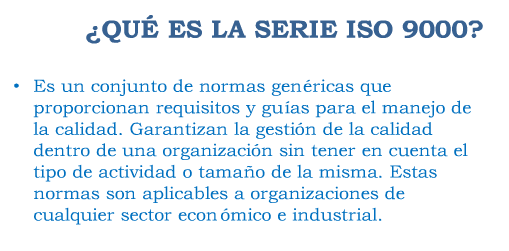 ¿QUÉ ES LA SERIE ISO 9000?
• Es un conjunto de normas genéricas que
proporcionan requisitos y guías para el manejo de
la calidad. Garantizan la gestión de la calidad
dentro de una organización sin tener en cuenta el
tipo de actividad o tamaño de la misma. Estas
normas son aplicables a organizaciones de
cualquier sector económico e industrial.